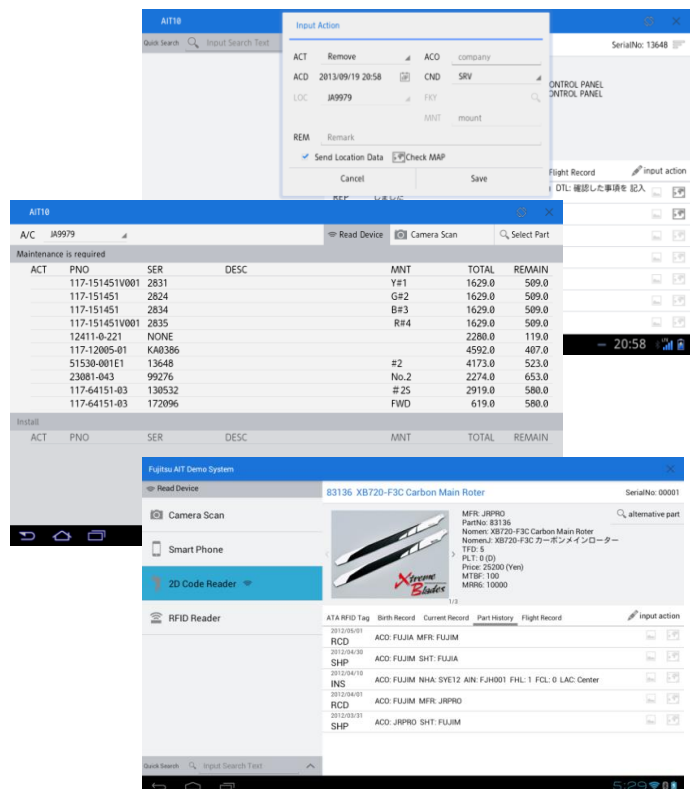 AIT10
Quick Search Input Search Text
SerialNo: 13648
Input Action
ACT Remove ACO company
ACD 2013/09/19 20:58 CND SRV
LOC JA9979 FKY
MNT mount
REM Remark
Send Location Data Check MAP
Cancel Save
ONTROL PANEL
ONTROL PANEL
Flight Record input action
DTL: 確認した事項を 記入
20:58
AIT10
A/C JA9979 Read Device Camera Scan Select Part
Maintenance is required
ACT PNO SER DESC MNT TOTAL REMAIN
117-151451V001 2831 Y#1 1629.0 509.0
117-151451 2824 G#2 1629.0 509.0
117-151451 2834 B#3 1629.0 509.0
117-151451V001 2835 R#4 1629.0 509.0
12411-0-221 NONE 2280.0 119.0
117-12005-01 KA0386 4592.0 407.0
51530-001E1 13648 #2 4173.0 523.0
23081-043 99276 No.2 2274.0 653.0
117-64151-03 130532 #2S 2919.0 580.0
117-64151-03 172096 FWD 619.0 580.0
Install
ACT PNO SER DESC MNT TOTAL REMAIN
Fujitsu AIT Demo System
Read Device
Camera Scan
Smart Phone
2D Code Reader
RFID Reader
Quick Search Input Search Text
83136 XB720-F3C Carbon Main Roter SerialNo: 00001
Xtreme Blades
1/3
MFR: JRPRO
PartNo: 83136
Nomen: XB720-F3C Carbon Main Roter
NomenJ: XB720-F3C カーボンメインローター
TFD: 5
PLT: 0 (D)
Price: 25200 (Yen)
MTBF: 100
MRR6: 10000
alternative part
ATA RFID Tag Birth Record Current Record Part History Flight Record input action
2012/05/01
RCD ACO: FUJIA MFR: FUJIM
2012/04/30
SHP ACO: FUJIM SHT: FUJIA
2012/04/10
INS ACO: FUJIM NHA: SYE12 AIN: FJH001 FHL: 1 FCL: 0 LAC: Center
2012/04/01
RCD ACO: FUJIM MFR: JRPRO
2012/03/31
SHP ACO: JRPRO SHT: FUJIM
5:29